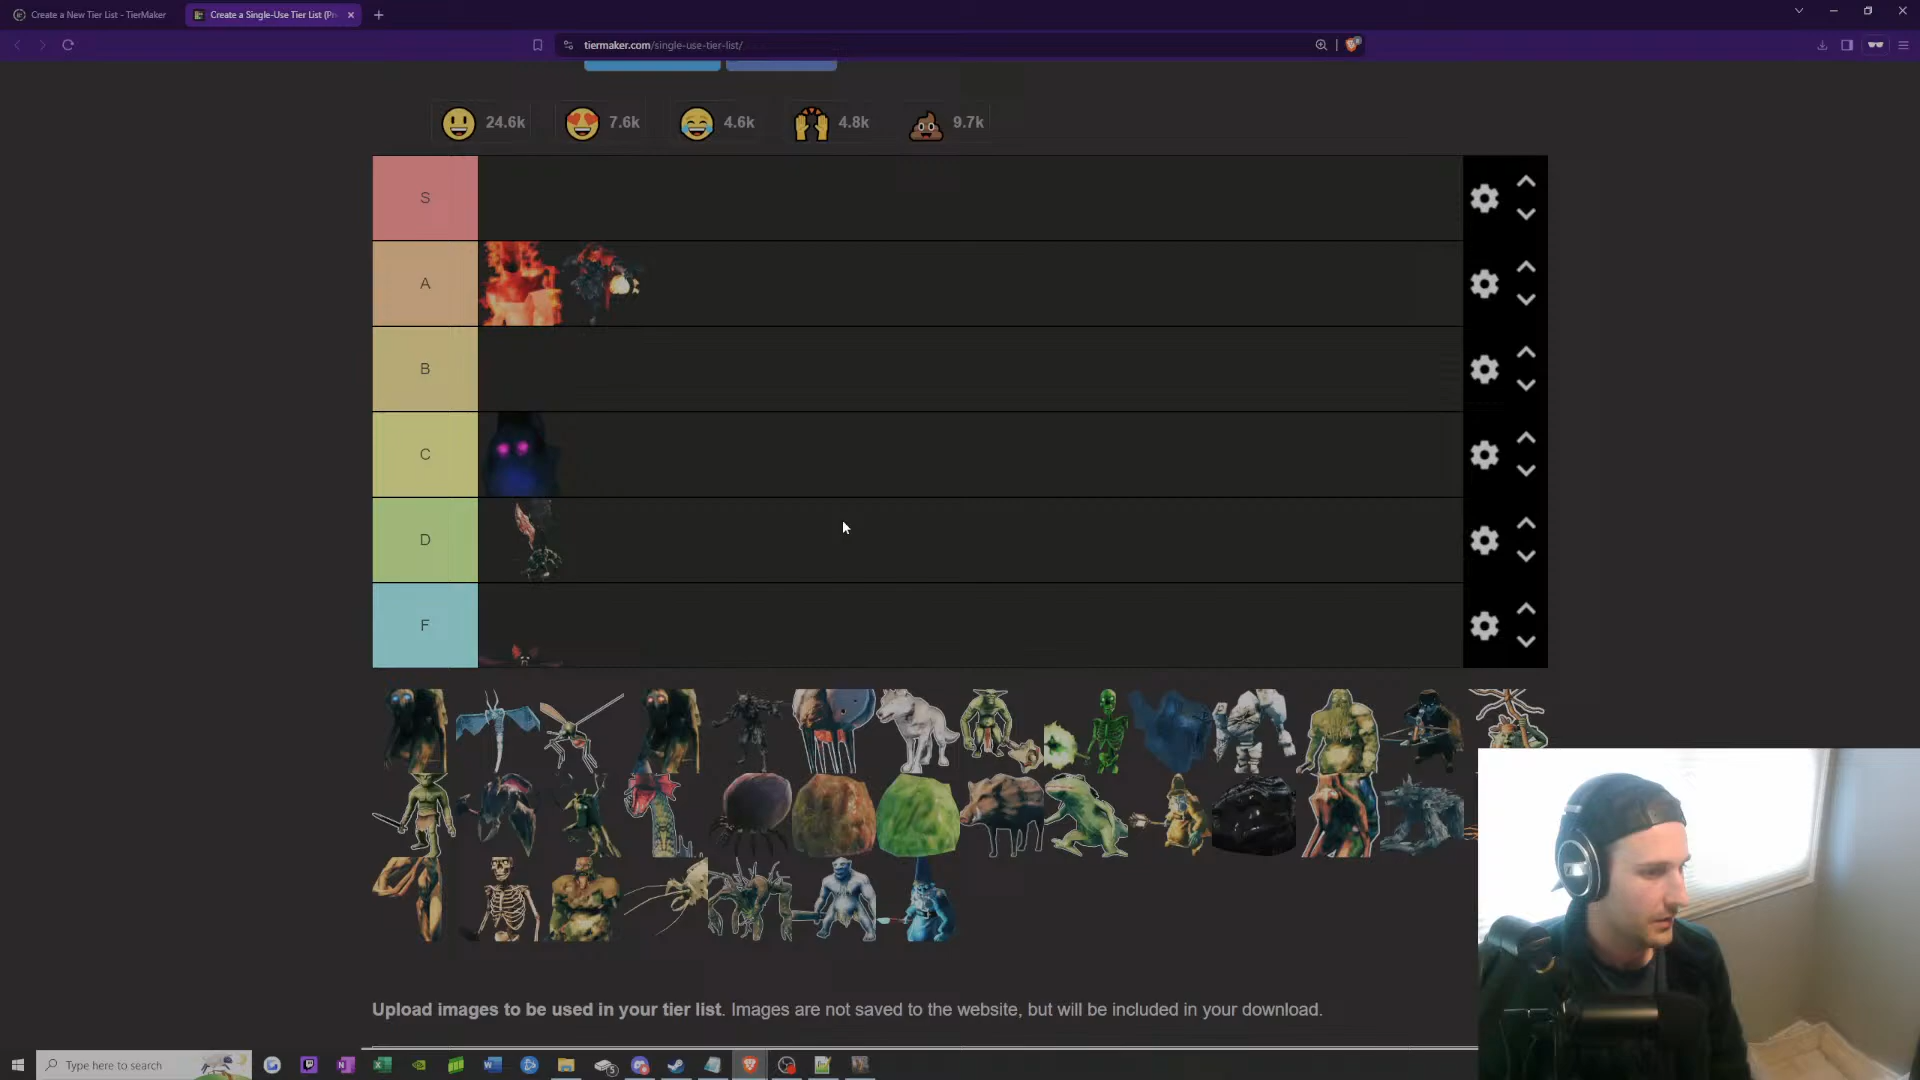 Create a New Tier List - TierMaker
Create a Single-Use Tier List (Pr
tiermaker.com/single-use-tier-list/
24.6k
7.6k
4.6k
4.8k
9.7k
S
A
B
C
D
F
Upload images to be used in your tier list. Images are not saved to the website, but will be included in your download.
Type here to search
5